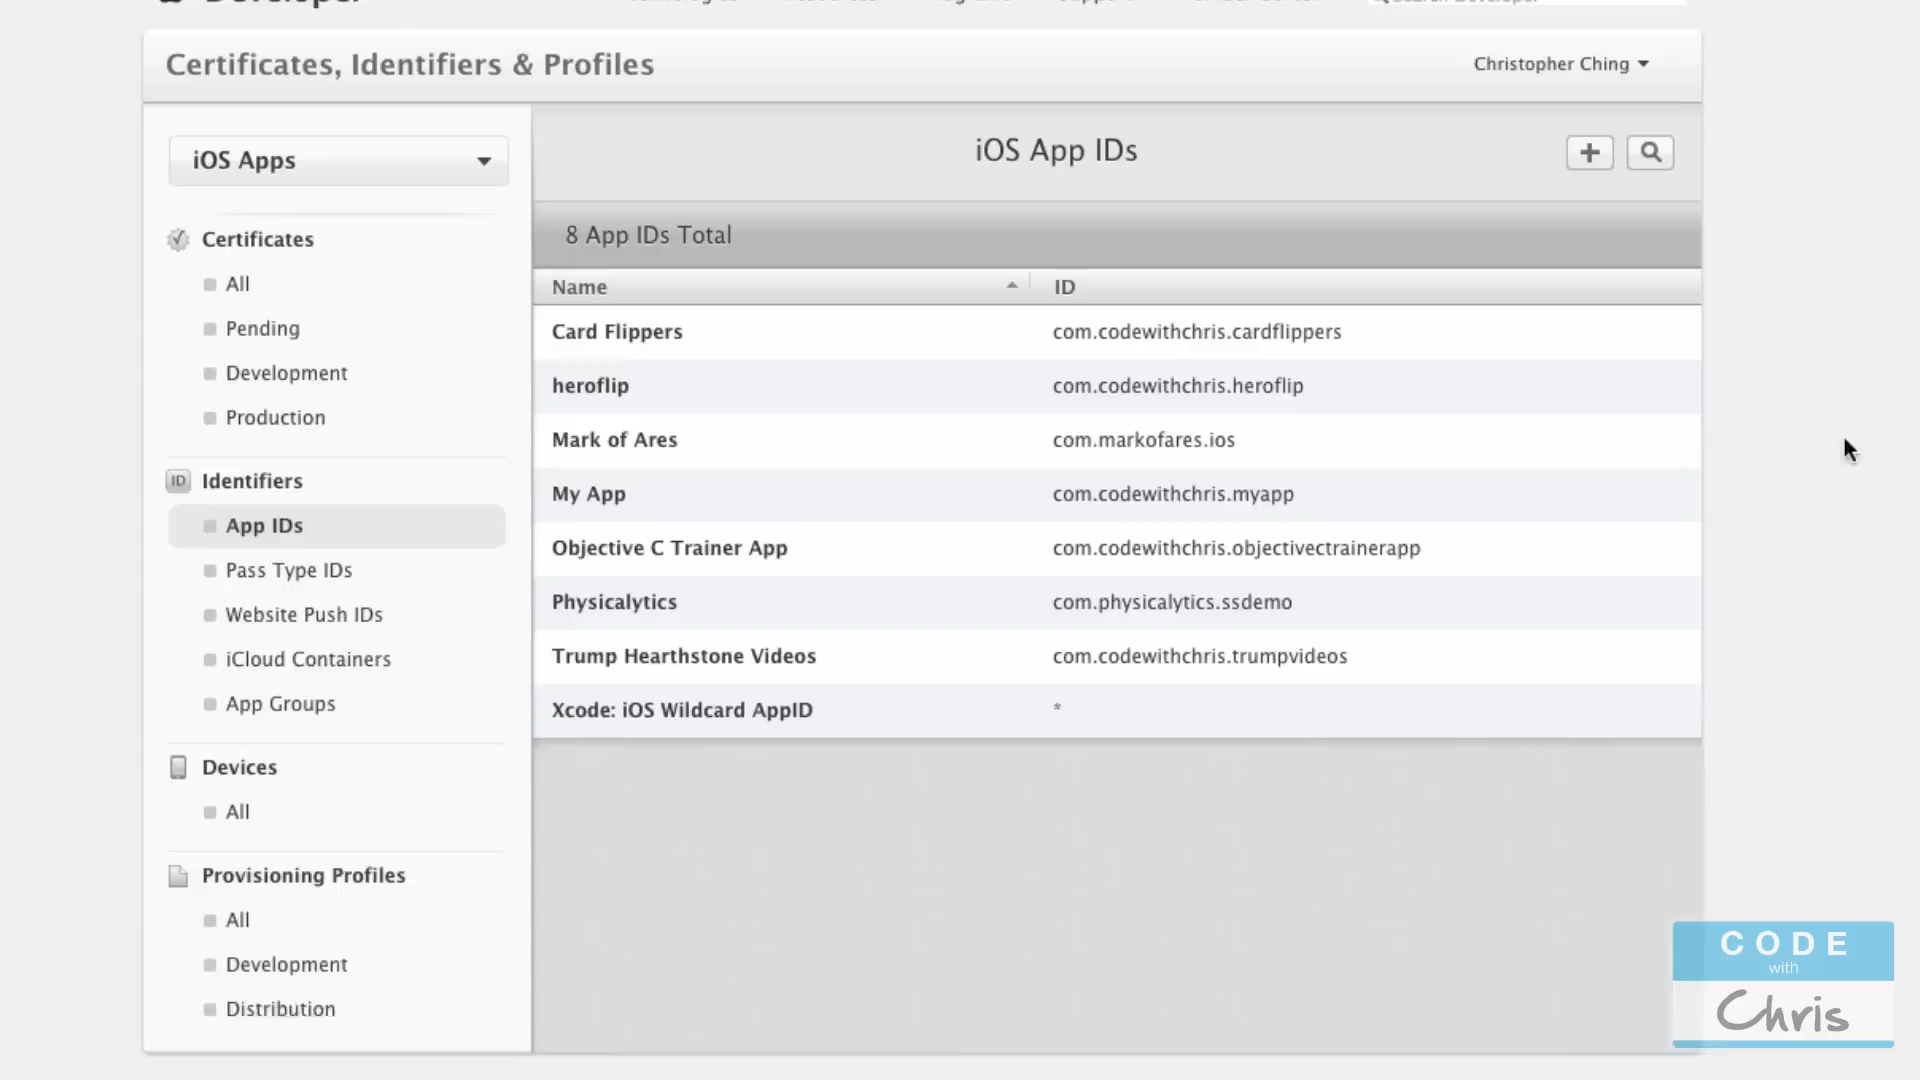 Certificates, Identifiers & Profiles
Christopher Ching
iOS Apps
Certificates
All
Pending
Development
Production
ID Identifiers
App IDs
Pass Type IDs
Website Push IDs
iCloud Containers
App Groups
Devices
All
Provisioning Profiles
All
Development
Distribution
iOS App IDs
8 App IDs Total
Name ID
Card Flippers com.codewithchris.cardflippers
heroflip com.codewithchris.heroflip
Mark of Ares com.markofares.ios
My App com.codewithchris.myapp
Objective C Trainer App com.codewithchris.objectivectrainerapp
Physicalytics com.physicalytics.ssdemo
Trump Hearthstone Videos com.codewithchris.trumpvideos
Xcode: iOS Wildcard AppID *
CODE
with
Chris